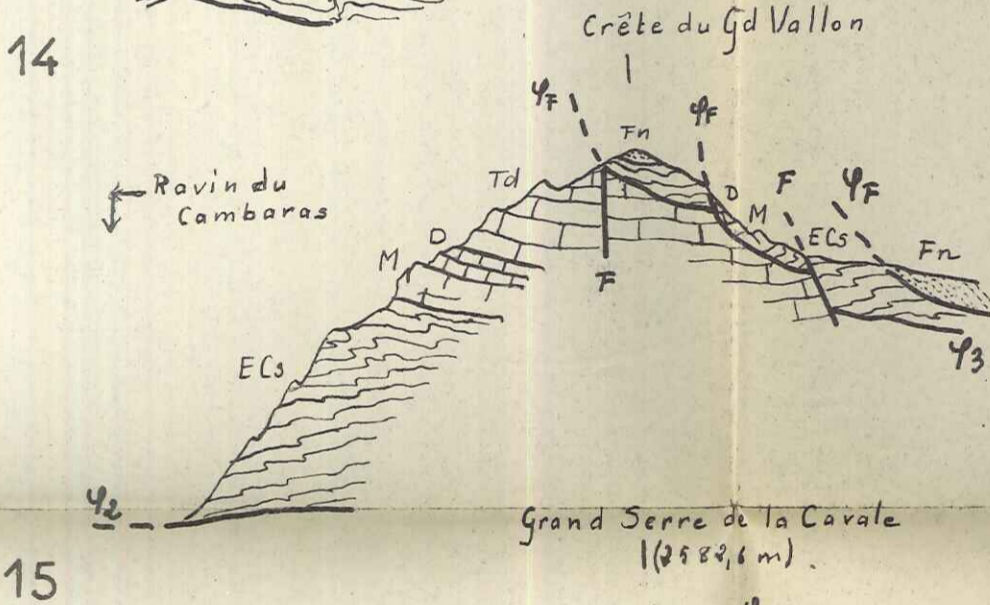 Crête du Gd Vallon
14
φF
φF
Fn
Td
D
F
φF
Ravin du
Cambaras
M
ECs
Fn
D
M
F
φ3
ECs
φ2
Grand Serre de la Cavale
(2582,6 m).
15